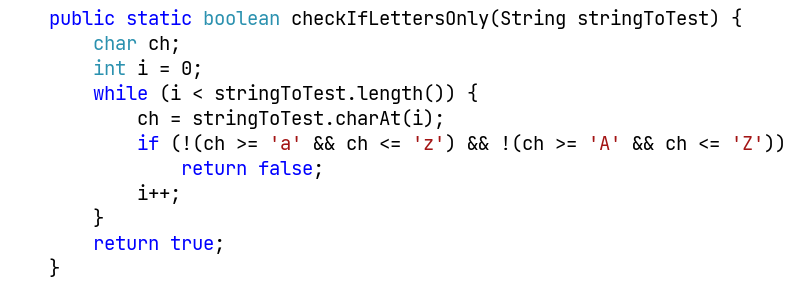 public static boolean checkIfLettersOnly(String stringToTest) {
char ch;
int i = 0;
while (i < stringToTest.length()) {
ch = stringToTest.charAt(i);
if (!(ch >= 'a' && ch <= 'z') && !(ch >= 'A' && ch <= 'Z'))
return false;
i++;
}
return true;
}